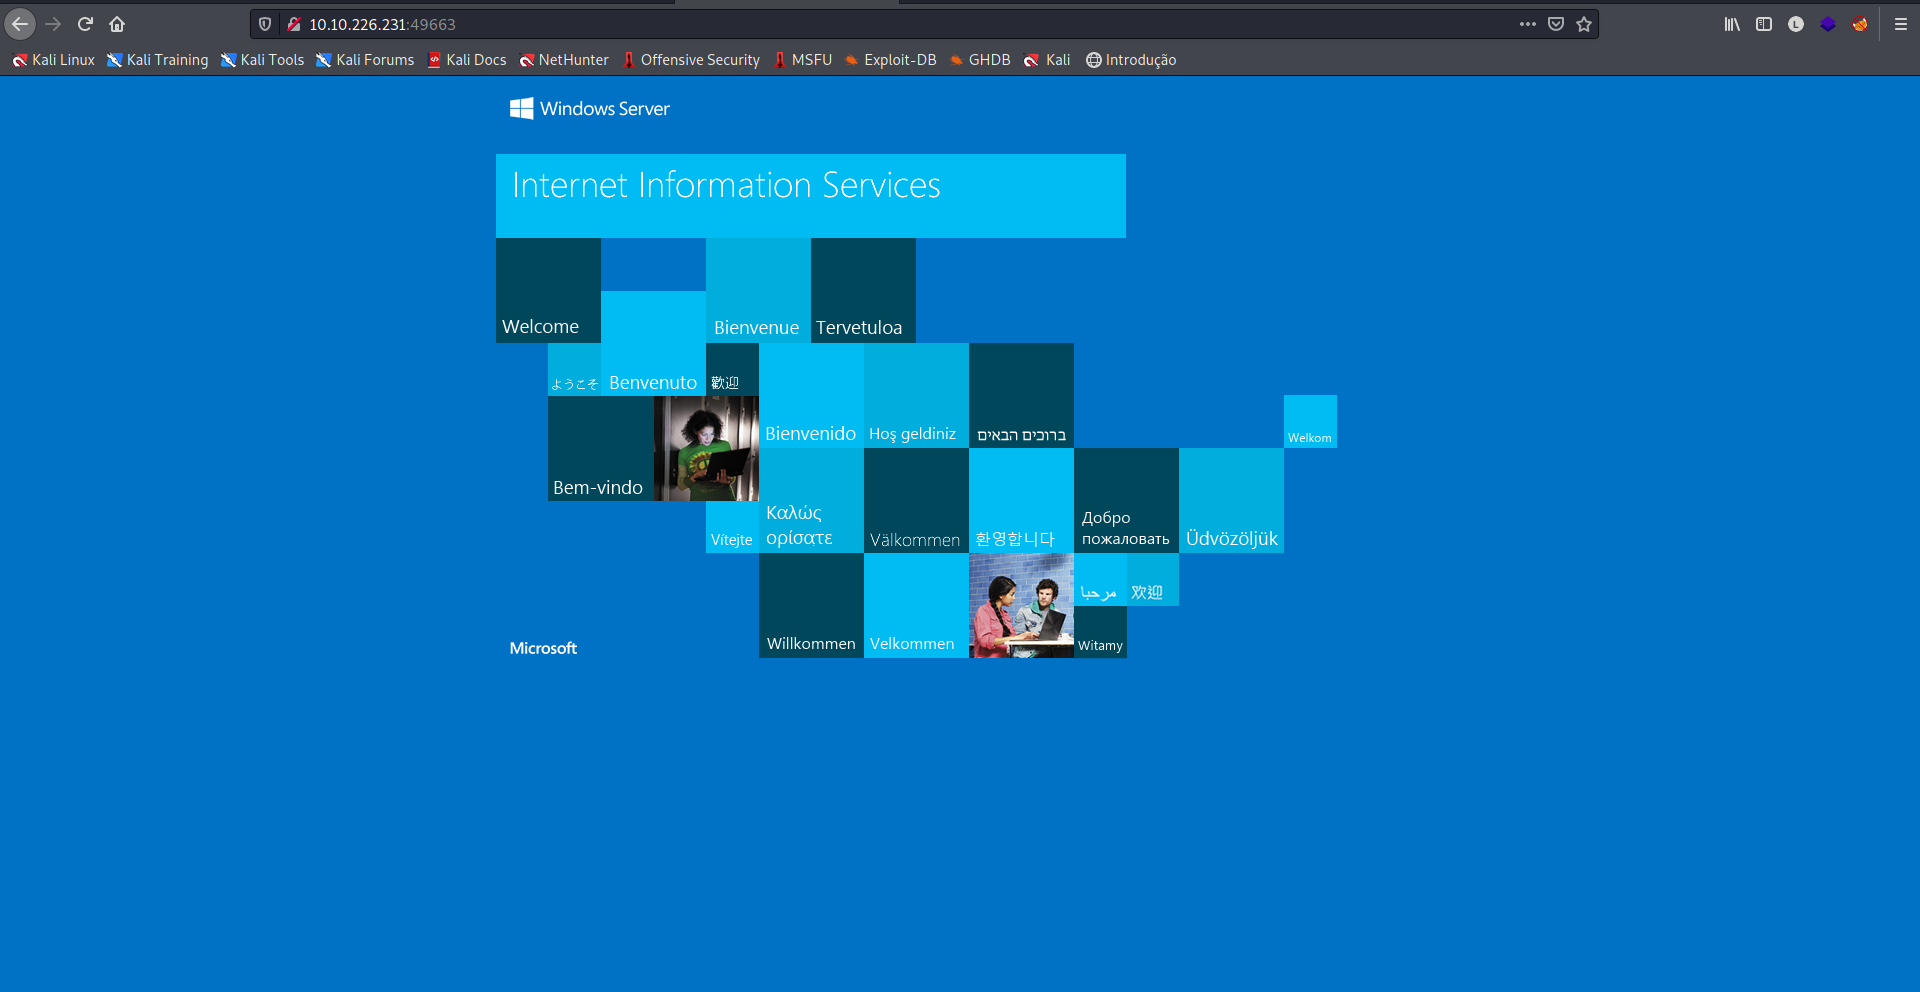 10.10.226.231:49663
Kali Linux Kali Training Kali Tools Kali Forums Kali Docs NetHunter Offensive Security MSFU Exploit-DB GHDB Kali Introdução
Windows Server
Internet Information Services
Welcome
Bienvenue
Tervetuloa
ようこそ
Benvenuto
歡迎
Bienvenido
Hoş geldiniz
ברוכים הבאים
Welkom
Bem-vindo
Vítejte
Καλώς
ορίσατε
Välkommen
환영합니다
Добро
пожаловать
Üdvözöljük
مرحبا
欢迎
Microsoft
Willkommen
Velkommen
Witamy
L